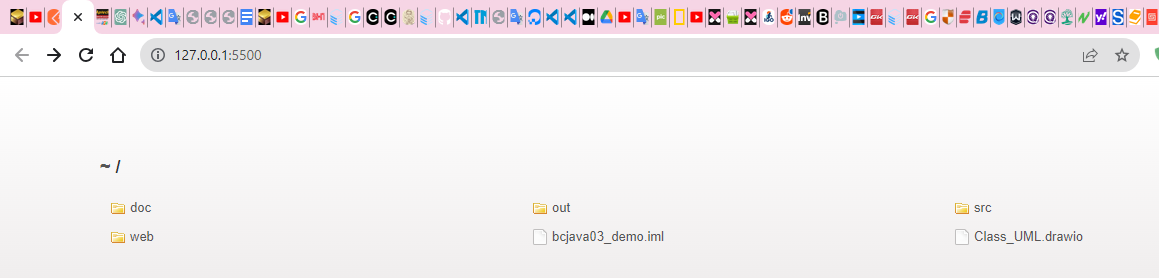 127.0.0.1:5500
~ /
doc out src
web bcjava03_demo.iml Class_UML.drawio